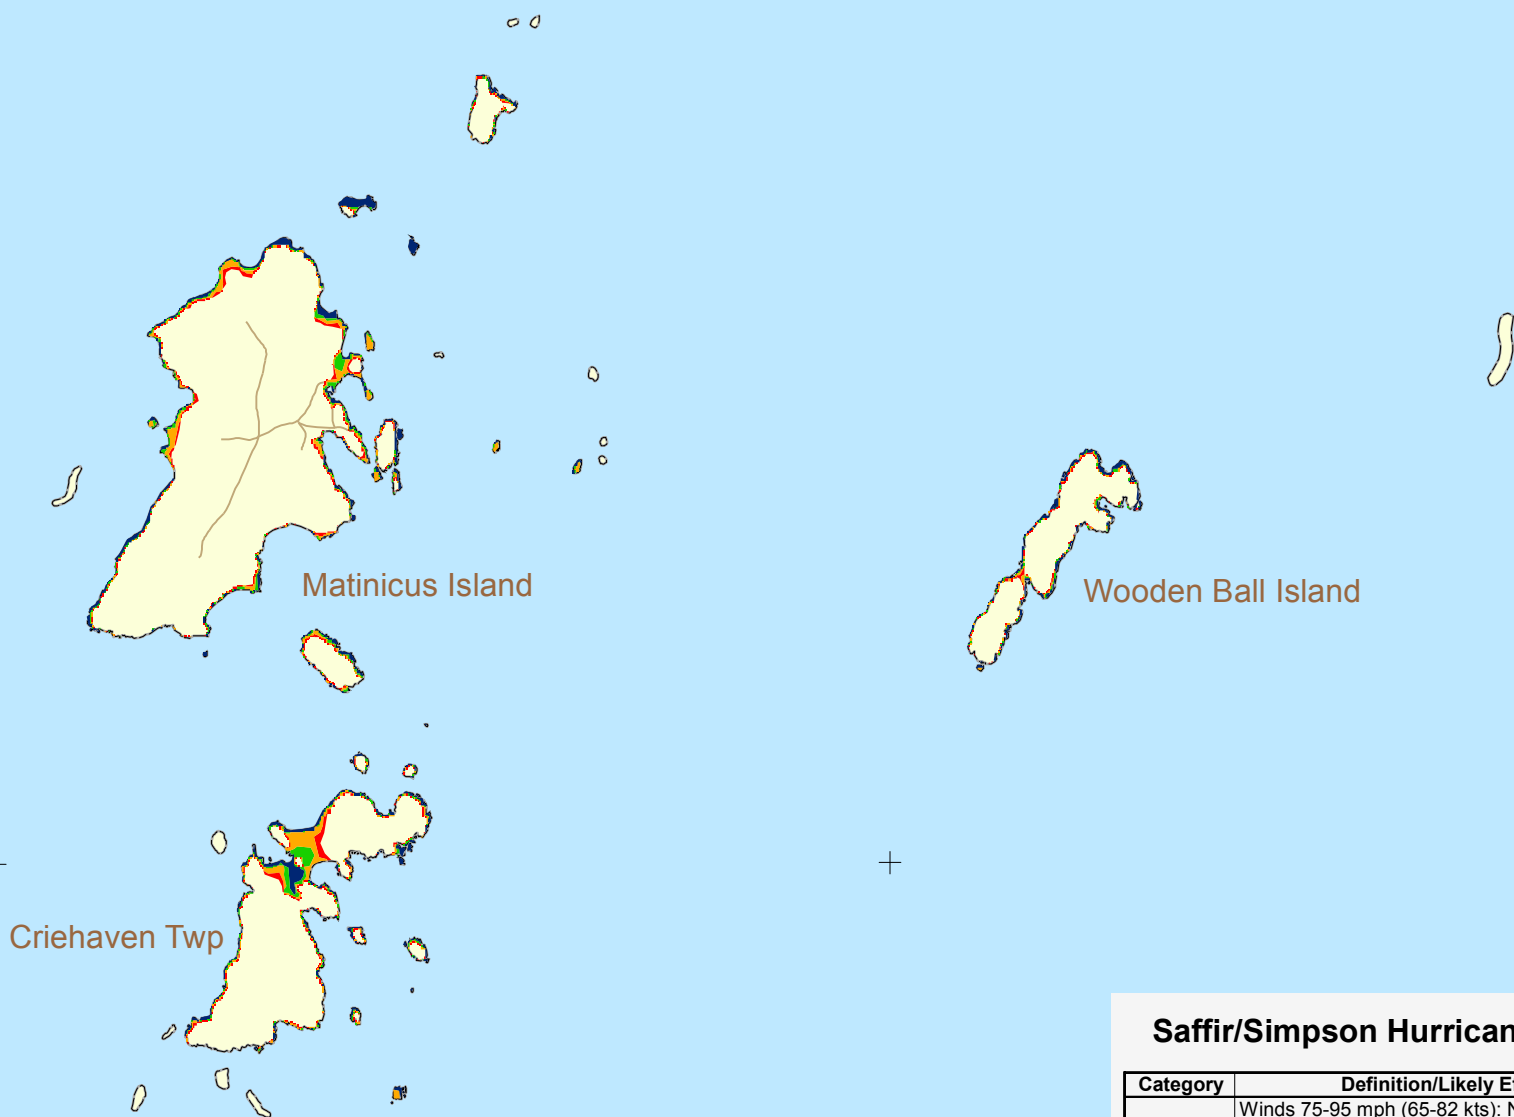 Matinicus Island
Wooden Ball Island
Criehaven Twp
Saffir/Simpson Hurrican
Category
Definition/Likely E
Winds 75-95 mph (65-82 kts): N